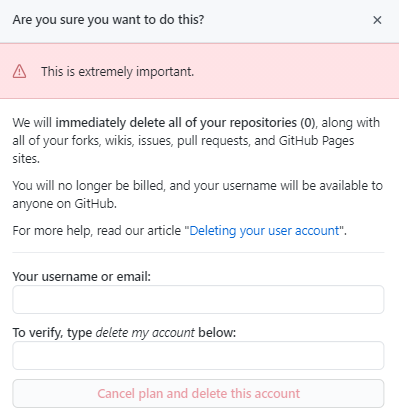 Are you sure you want to do this?
This is extremely important.
We will immediately delete all of your repositories (0), along with
all of your forks, wikis, issues, pull requests, and GitHub Pages
sites.
You will no longer be billed, and your username will be available to
anyone on GitHub.
For more help, read our article "Deleting your user account".
Your username or email:
To verify, type delete my account below:
Cancel plan and delete this account